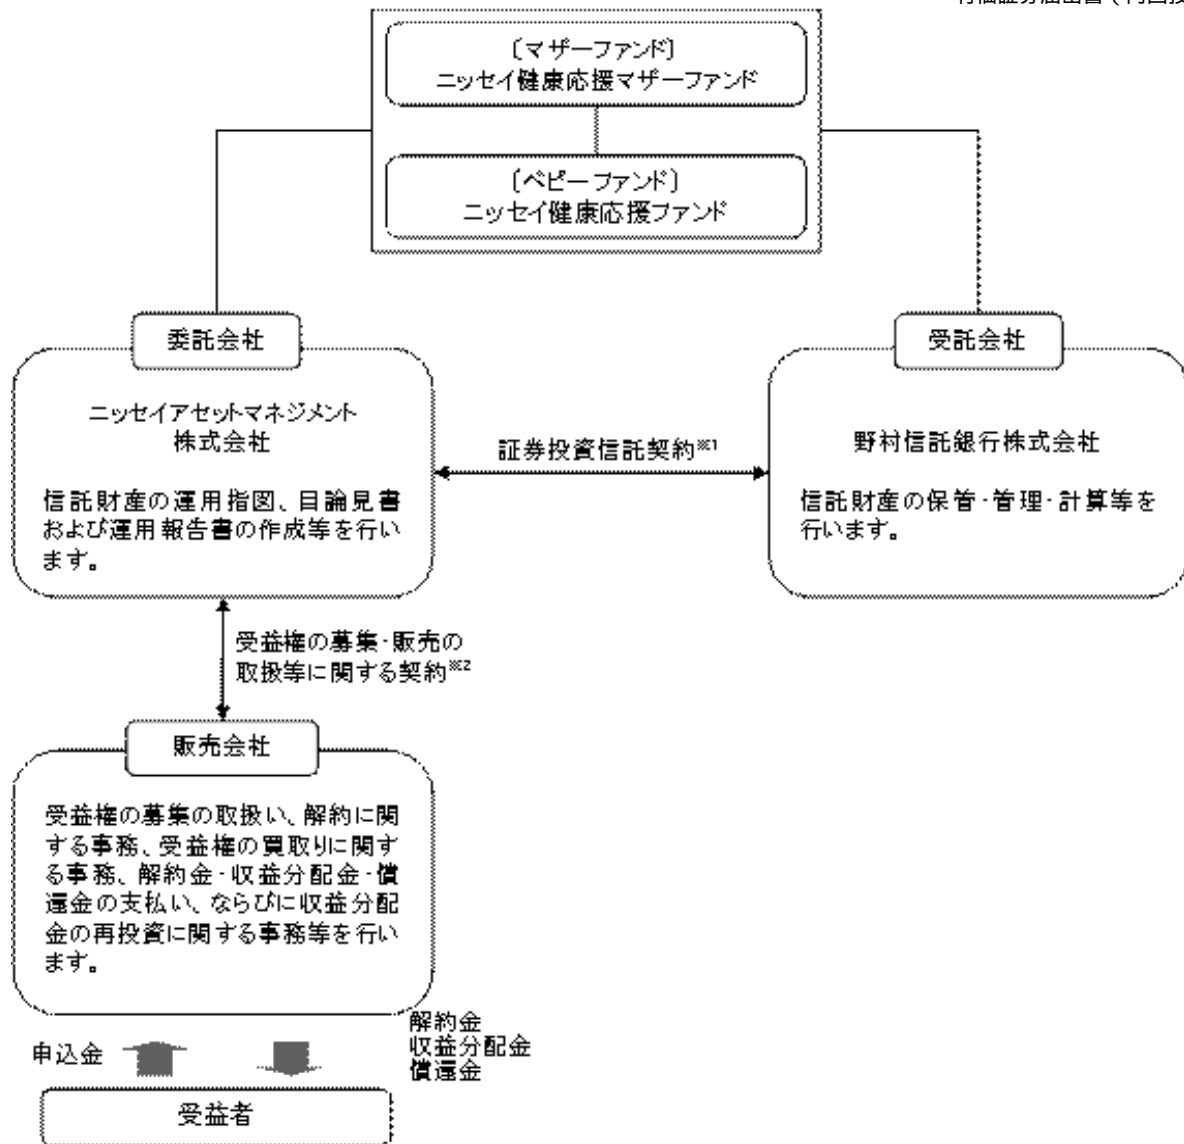 〔マザーファンド〕
ニッセイ健康応援マザーファンド
〔ベビーファンド〕
ニッセイ健康応援ファンド
委託会社
ニッセイアセットマネジメント
株式会社
信託財産の運用指図、目論見書
および運用報告書の作成等を行い
ます。
証券投資信託契約※1
受託会社
野村信託銀行株式会社
信託財産の保管・管理・計算等を
行います。
受益権の募集・販売の
取扱等に関する契約※2
販売会社
受益権の募集の取扱い、解約に関
する事務、受益権の買取りに関す
る事務、解約金・収益分配金・償
還金の支払い、ならびに収益分配
金の再投資に関する事務等を行い
ます。
申込金
解約金
収益分配金
償還金
受益者